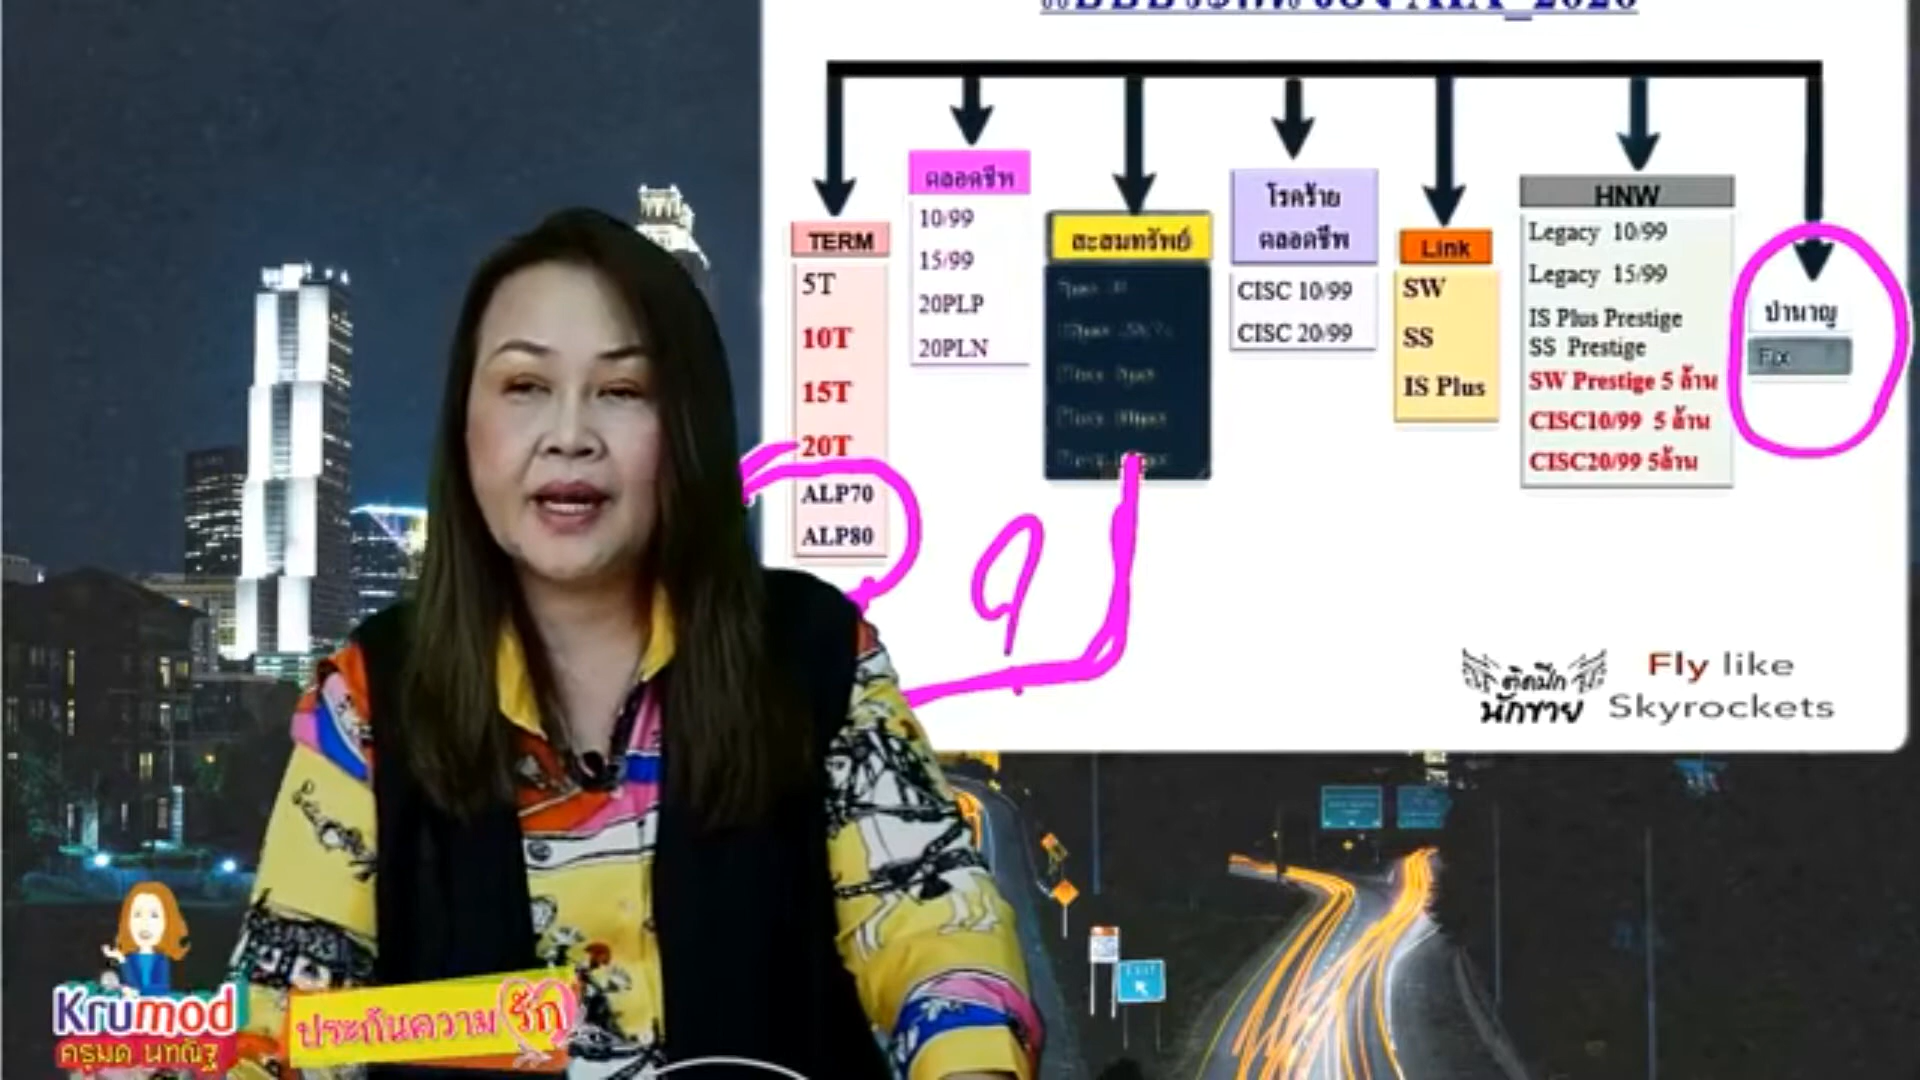 TERM
5T
10T
15T
20T
ALP70
ALP80
ตลอดชีพ
10/99
15/99
20PLP
20PLN
สะสมทรัพย์
โรคร้าย
ตลอดชีพ
CISC 10/99
CISC 20/99
Link
SW
SS
IS Plus
HNW
Legacy 10/99
Legacy 15/99
IS Plus Prestige
SS Prestige
SW Prestige 5 ล้าน
CISC10/99 5 ล้าน
CISC20/99 5ล้าน
บำนาญ
Fix
ติดปีก
นักขาย
Fly like
Skyrockets
EXIT
Krumod
ครูมด นทณัฐ
ประกันความรัก